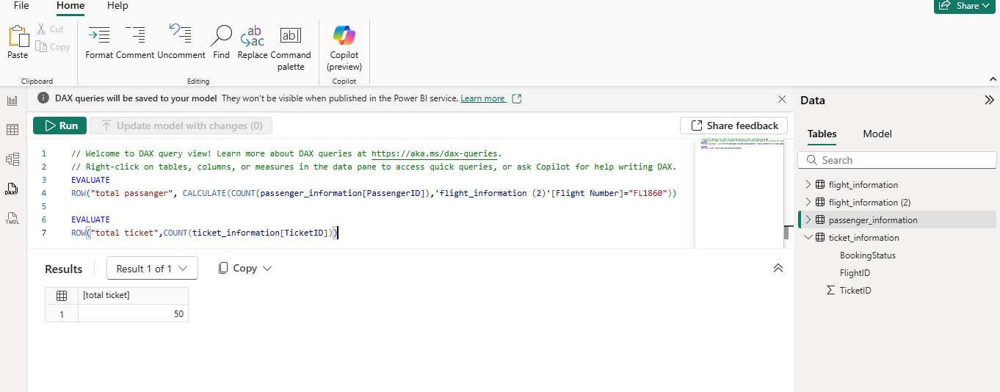 File Home Help Share
Paste Cut Copy Format Comment Uncomment Find Replace Command palette Copilot (preview)
Clipboard Editing Copilot
DAX queries will be saved to your model They won't be visible when published in the Power BI service. Learn more
Run Update model with changes (0) Share feedback
1 // Welcome to DAX query view! Learn more about DAX queries at https://aka.ms/dax-queries.
2 // Right-click on tables, columns, or measures in the data pane to access quick queries, or ask Copilot for help writing DAX.
3 EVALUATE
4 ROW("total passanger", CALCULATE(COUNT(passenger_information[PassengerID]),'flight_information (2)'[Flight Number]="FL1860"))
5
6 EVALUATE
7 ROW("total ticket",COUNT(ticket_information[TicketID]))
Results Result 1 of 1 Copy
[total ticket]
1 50
DAX
TMDL
Data
Tables Model
Search
flight_information
flight_information (2)
passenger_information
ticket_information
BookingStatus
FlightID
TicketID